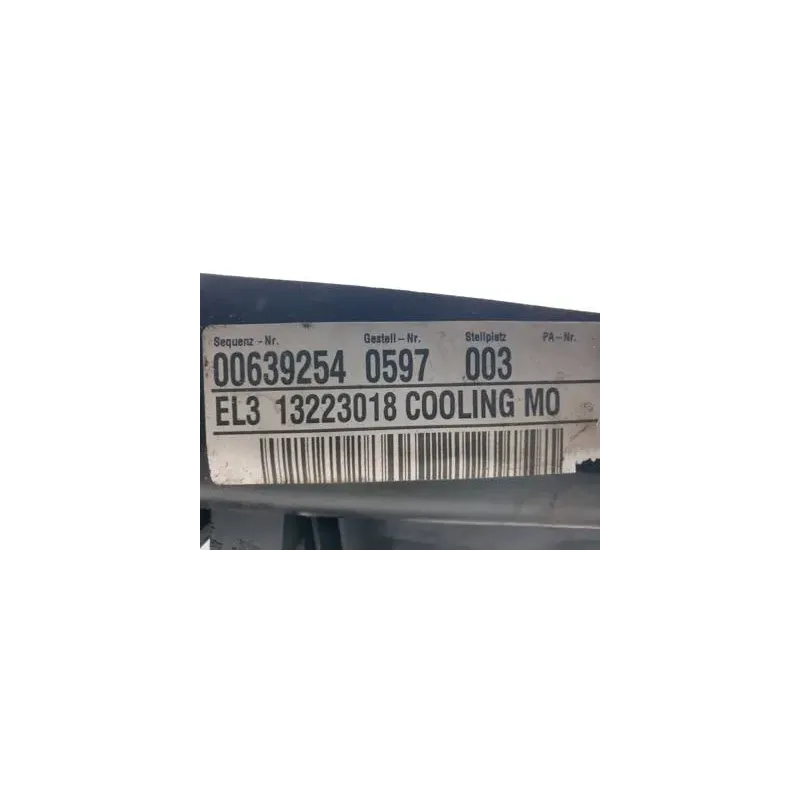 Sequenz-Nr. Gestell-Nr. Stellplatz PA-Nr.
00639254 0597 003
EL3 13223018 COOLING MO